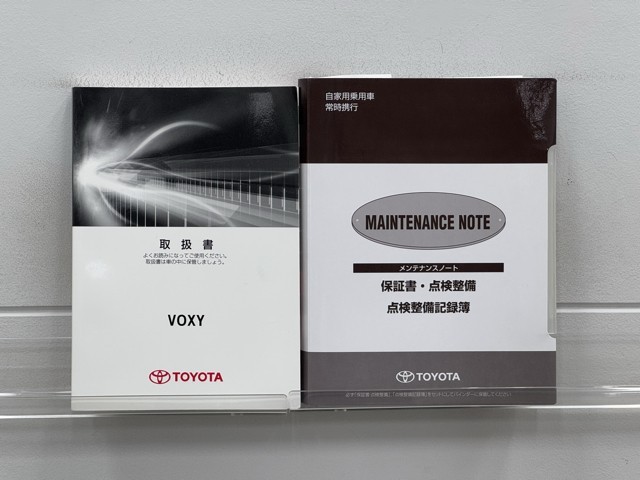 取扱書
よくお読みになってご使用ください。
取扱書は車の中に保管しましょう。
VOXY
TOYOTA
自家用乗用車
常時携行
MAINTENANCE NOTE
メンテナンスノート
保証書・点検整備
点検整備記録簿
TOYOTA